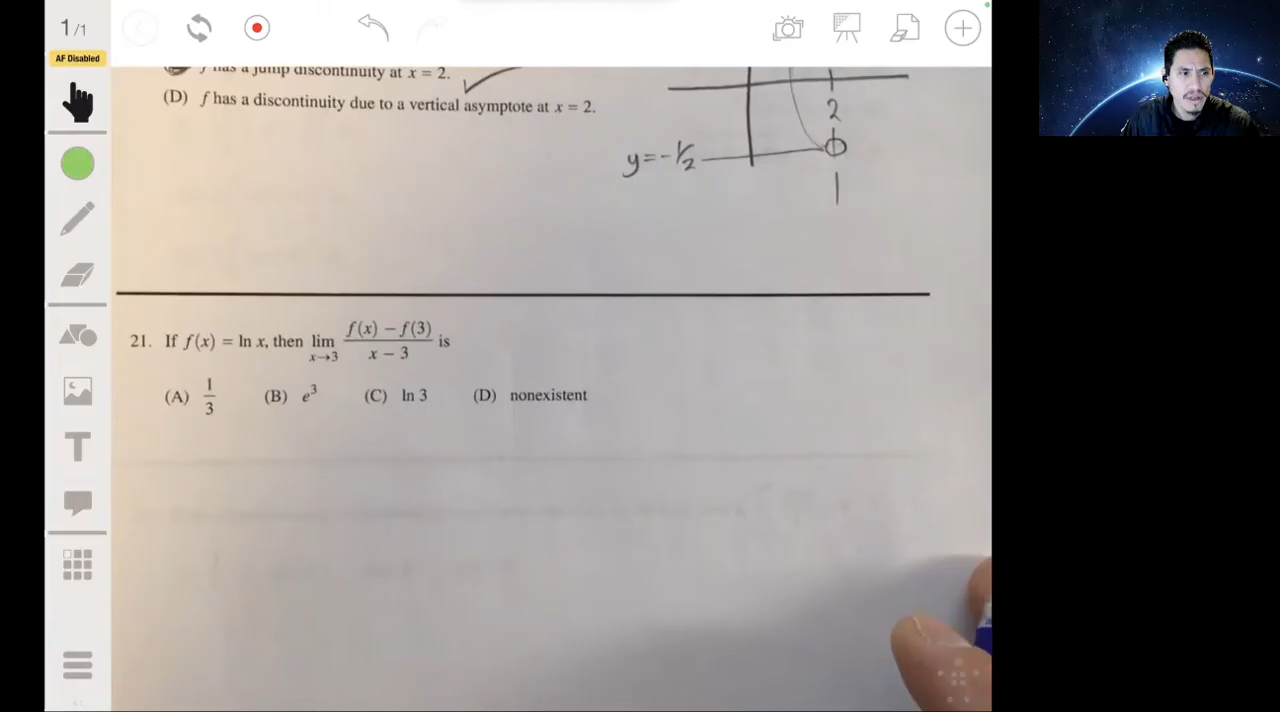 1/1
AF Disabled
f has a jump discontinuity at x = 2.
(D) f has a discontinuity due to a vertical asymptote at x = 2.
2
y=-1/2
1
21. If f(x) = ln x, then lim x→3 f(x) − f(3) / x − 3 is
(A) 1/3 (B) e³ (C) ln 3 (D) nonexistent
T